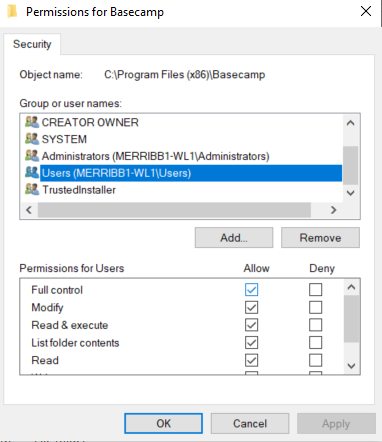 Permissions for Basecamp
Security
Object name: C:\Program Files (x86)\Basecamp
Group or user names:
CREATOR OWNER
SYSTEM
Administrators (MERRIBB1-WL1\Administrators)
Users (MERRIBB1-WL1\Users)
TrustedInstaller
Add...
Remove
Permissions for Users Allow Deny
Full control
Modify
Read & execute
List folder contents
Read
OK
Cancel
Apply